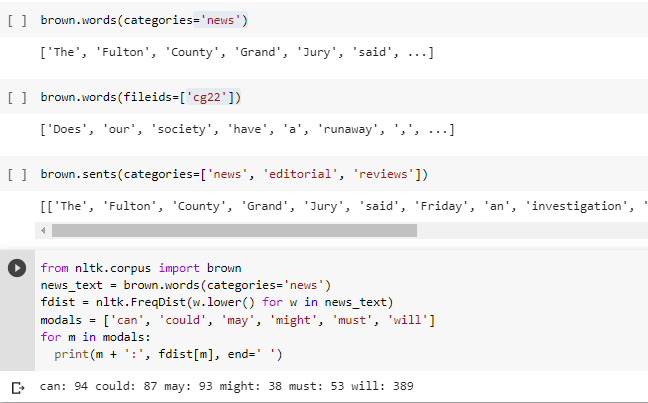 [ ] brown.words(categories='news')
['The', 'Fulton', 'County', 'Grand', 'Jury', 'said', ...]
[ ] brown.words(fileids=['cg22'])
['Does', 'our', 'society', 'have', 'a', 'runaway', ',', ...]
[ ] brown.sents(categories=['news', 'editorial', 'reviews'])
[['The', 'Fulton', 'County', 'Grand', 'Jury', 'said', 'Friday', 'an', 'investigation', '
from nltk.corpus import brown
news_text = brown.words(categories='news')
fdist = nltk.FreqDist(w.lower() for w in news_text)
modals = ['can', 'could', 'may', 'might', 'must', 'will']
for m in modals:
  print(m + ':', fdist[m], end=' ')
can: 94 could: 87 may: 93 might: 38 must: 53 will: 389